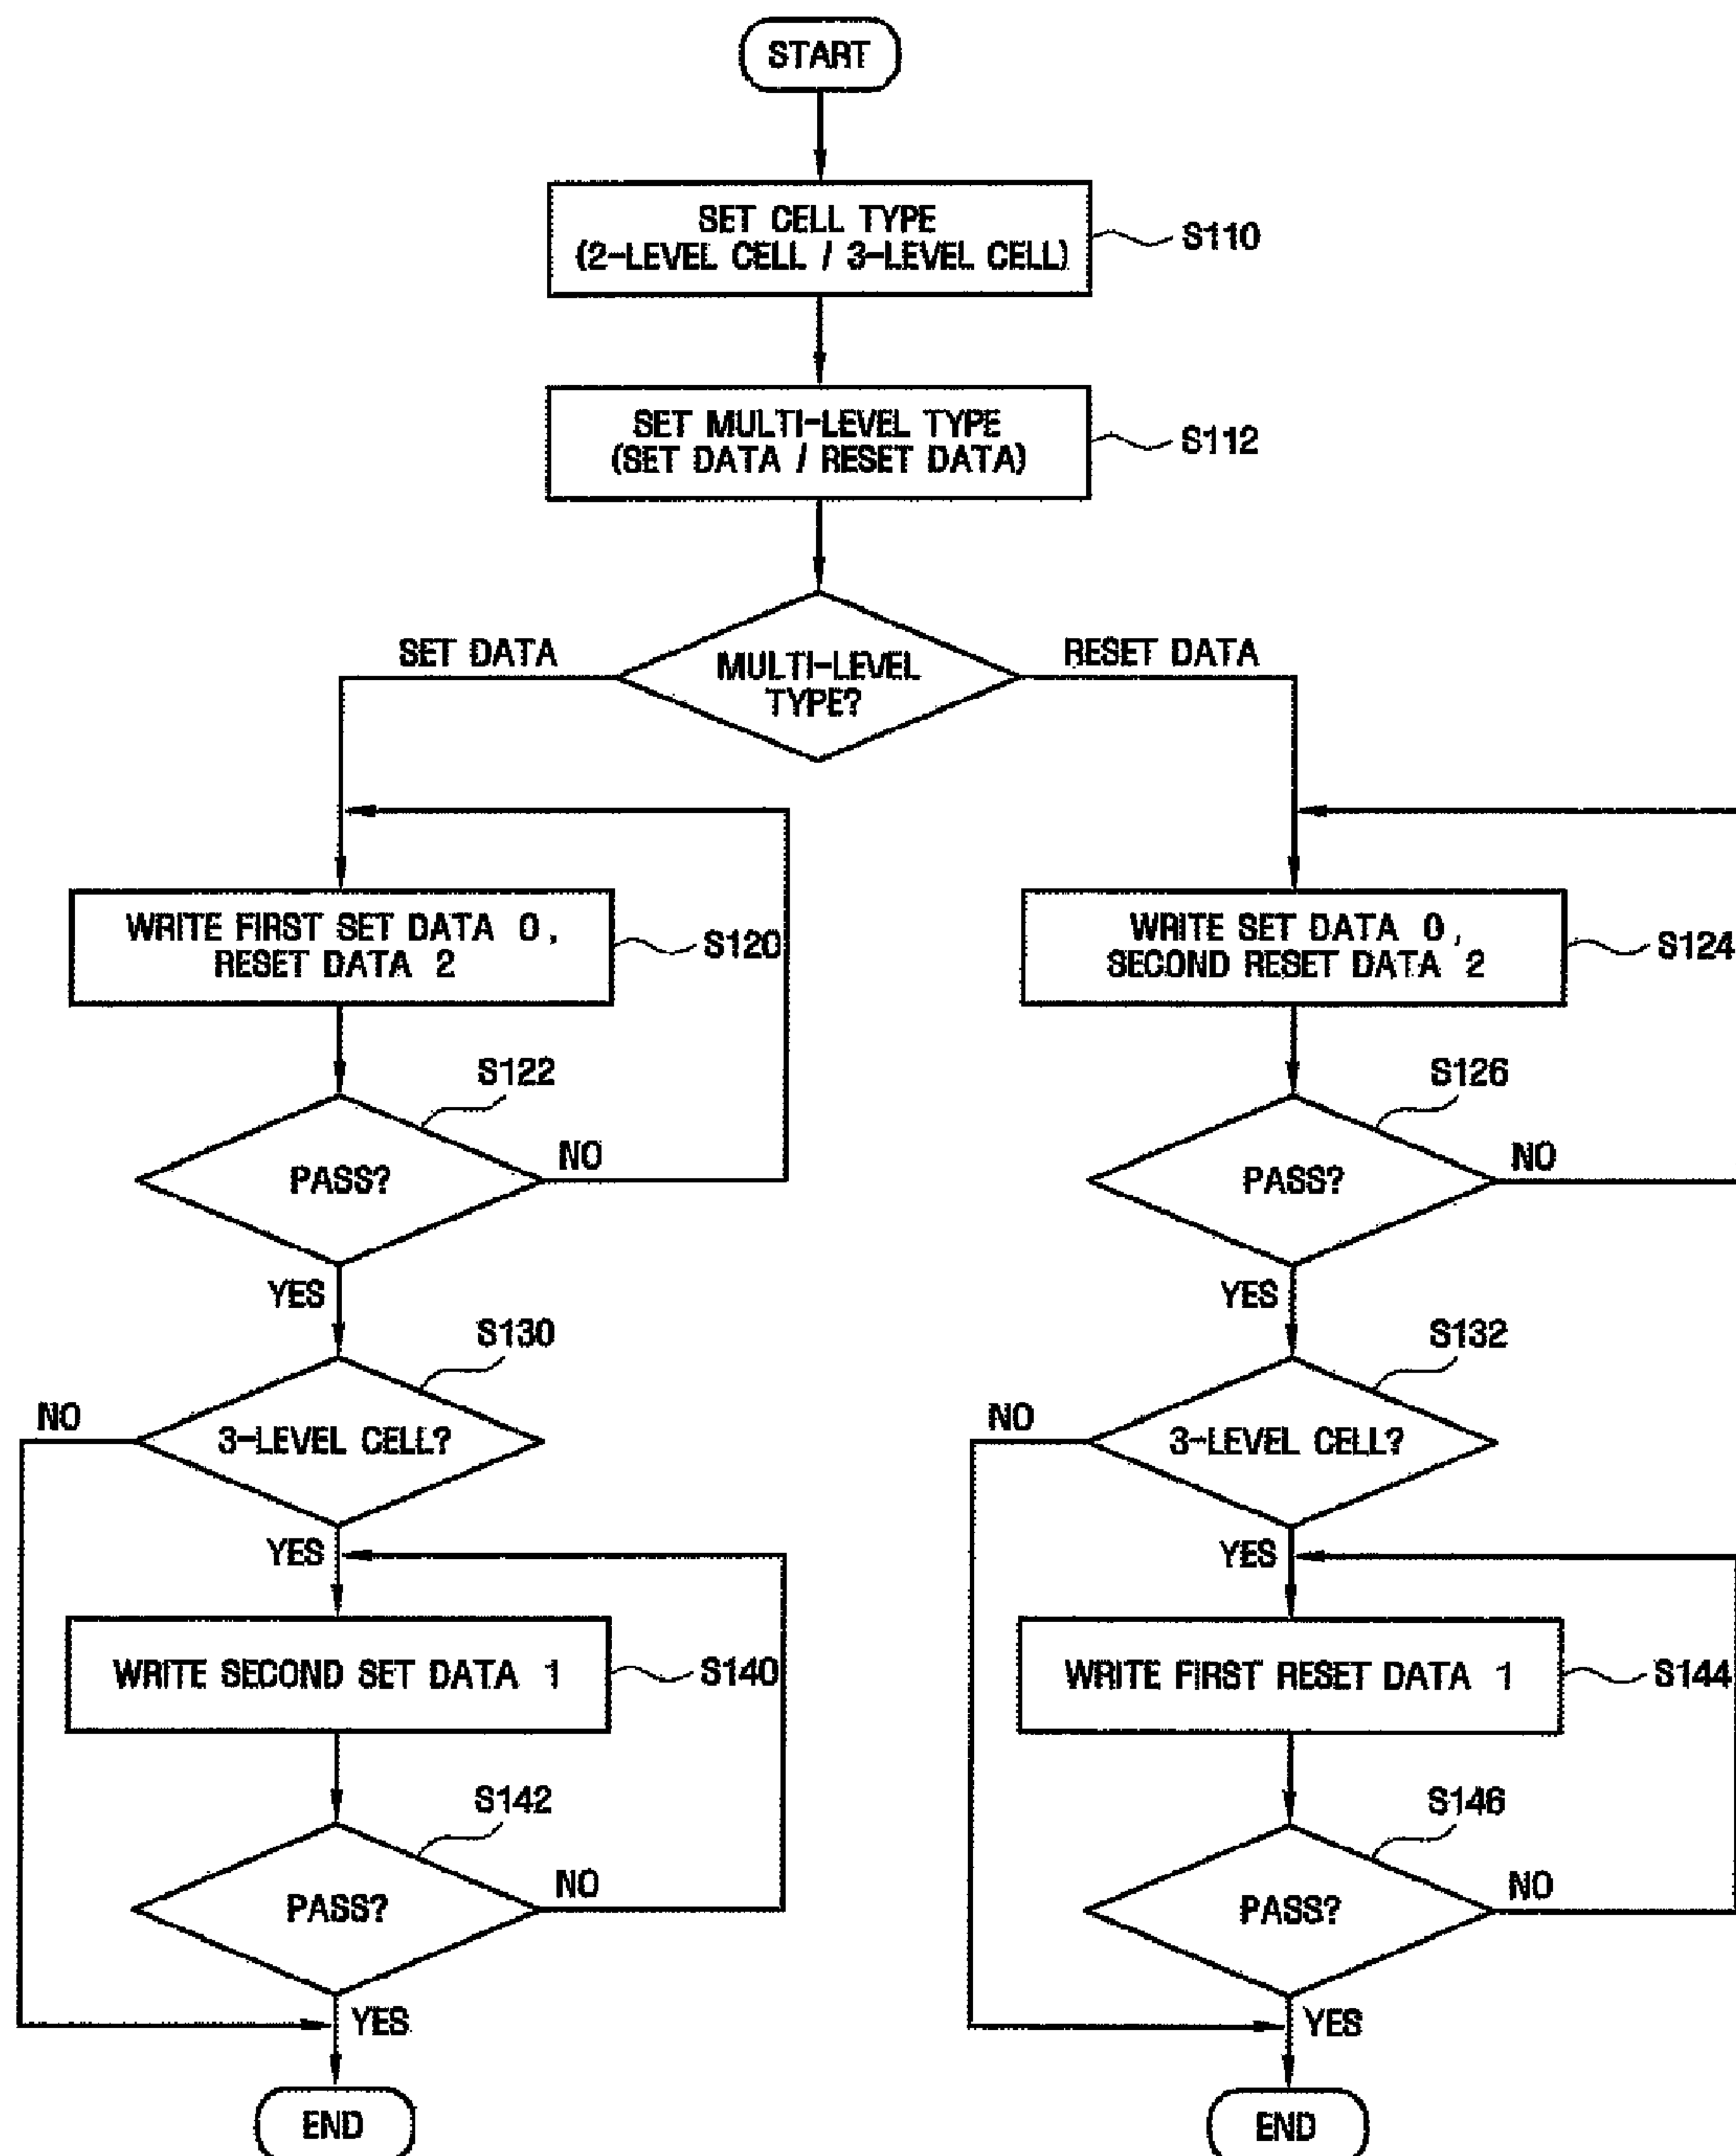 START
SET CELL TYPE
(2-LEVEL CELL / 3-LEVEL CELL)
S110
SET MULTI-LEVEL TYPE
(SET DATA / RESET DATA)
S112
SET DATA
MULTI-LEVEL
TYPE?
RESET DATA
WRITE FIRST SET DATA 0,
RESET DATA 2
S120
WRITE SET DATA 0,
SECOND RESET DATA 2
S124
S122
PASS?
NO
YES
S126
PASS?
NO
YES
S130
3-LEVEL CELL?
NO
YES
S132
3-LEVEL CELL?
NO
YES
WRITE SECOND SET DATA 1
S140
WRITE FIRST RESET DATA 1
S144
S142
PASS?
NO
YES
S146
PASS?
NO
YES
END
END